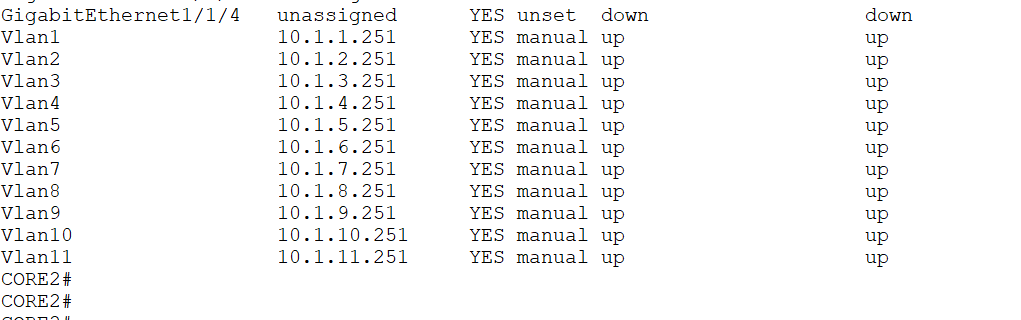 GigabitEthernet1/1/4   unassigned      YES unset  down                  down
Vlan1                  10.1.1.251      YES manual up                    up
Vlan2                  10.1.2.251      YES manual up                    up
Vlan3                  10.1.3.251      YES manual up                    up
Vlan4                  10.1.4.251      YES manual up                    up
Vlan5                  10.1.5.251      YES manual up                    up
Vlan6                  10.1.6.251      YES manual up                    up
Vlan7                  10.1.7.251      YES manual up                    up
Vlan8                  10.1.8.251      YES manual up                    up
Vlan9                  10.1.9.251      YES manual up                    up
Vlan10                 10.1.10.251     YES manual up                    up
Vlan11                 10.1.11.251     YES manual up                    up
CORE2#
CORE2#
CORE2#